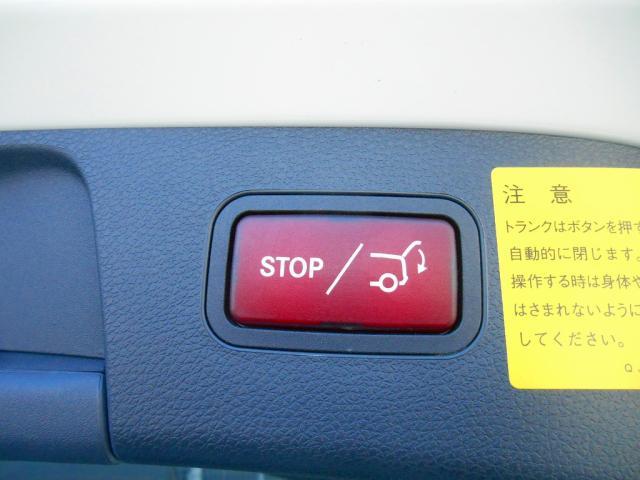 STOP
注意
トランクはボタンを押す
自動的に閉じます。
操作する時は身体や
はさまれないように
してください。
Q